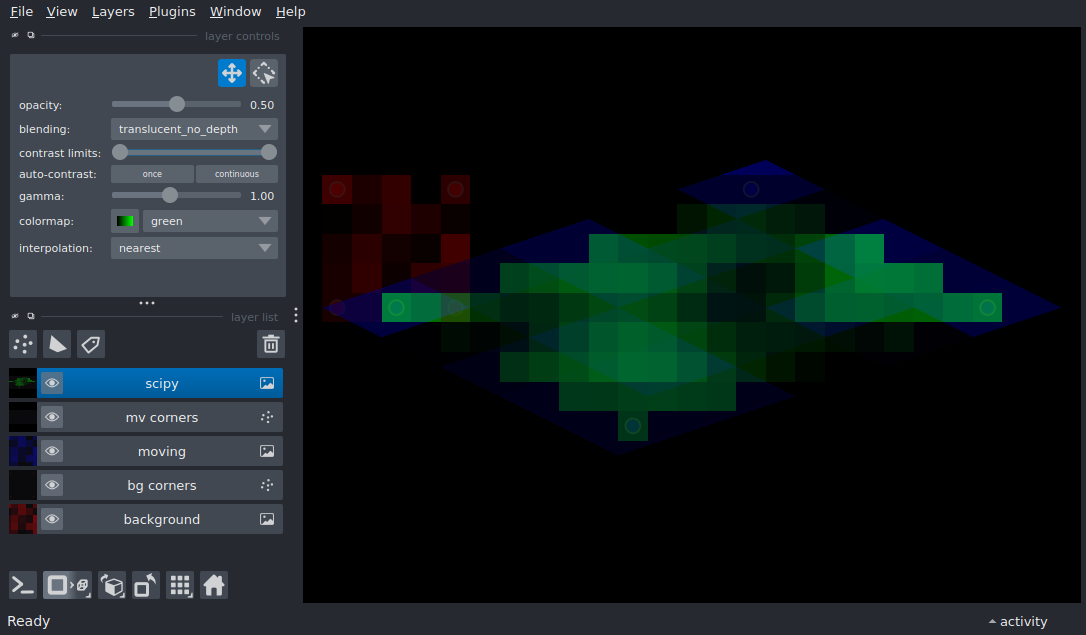 File View Layers Plugins Window Help
layer controls
opacity: 0.50
blending: translucent_no_depth
contrast limits:
auto-contrast: once continuous
gamma: 1.00
colormap: green
interpolation: nearest
layer list
scipy
mv corners
moving
bg corners
background
Ready
activity